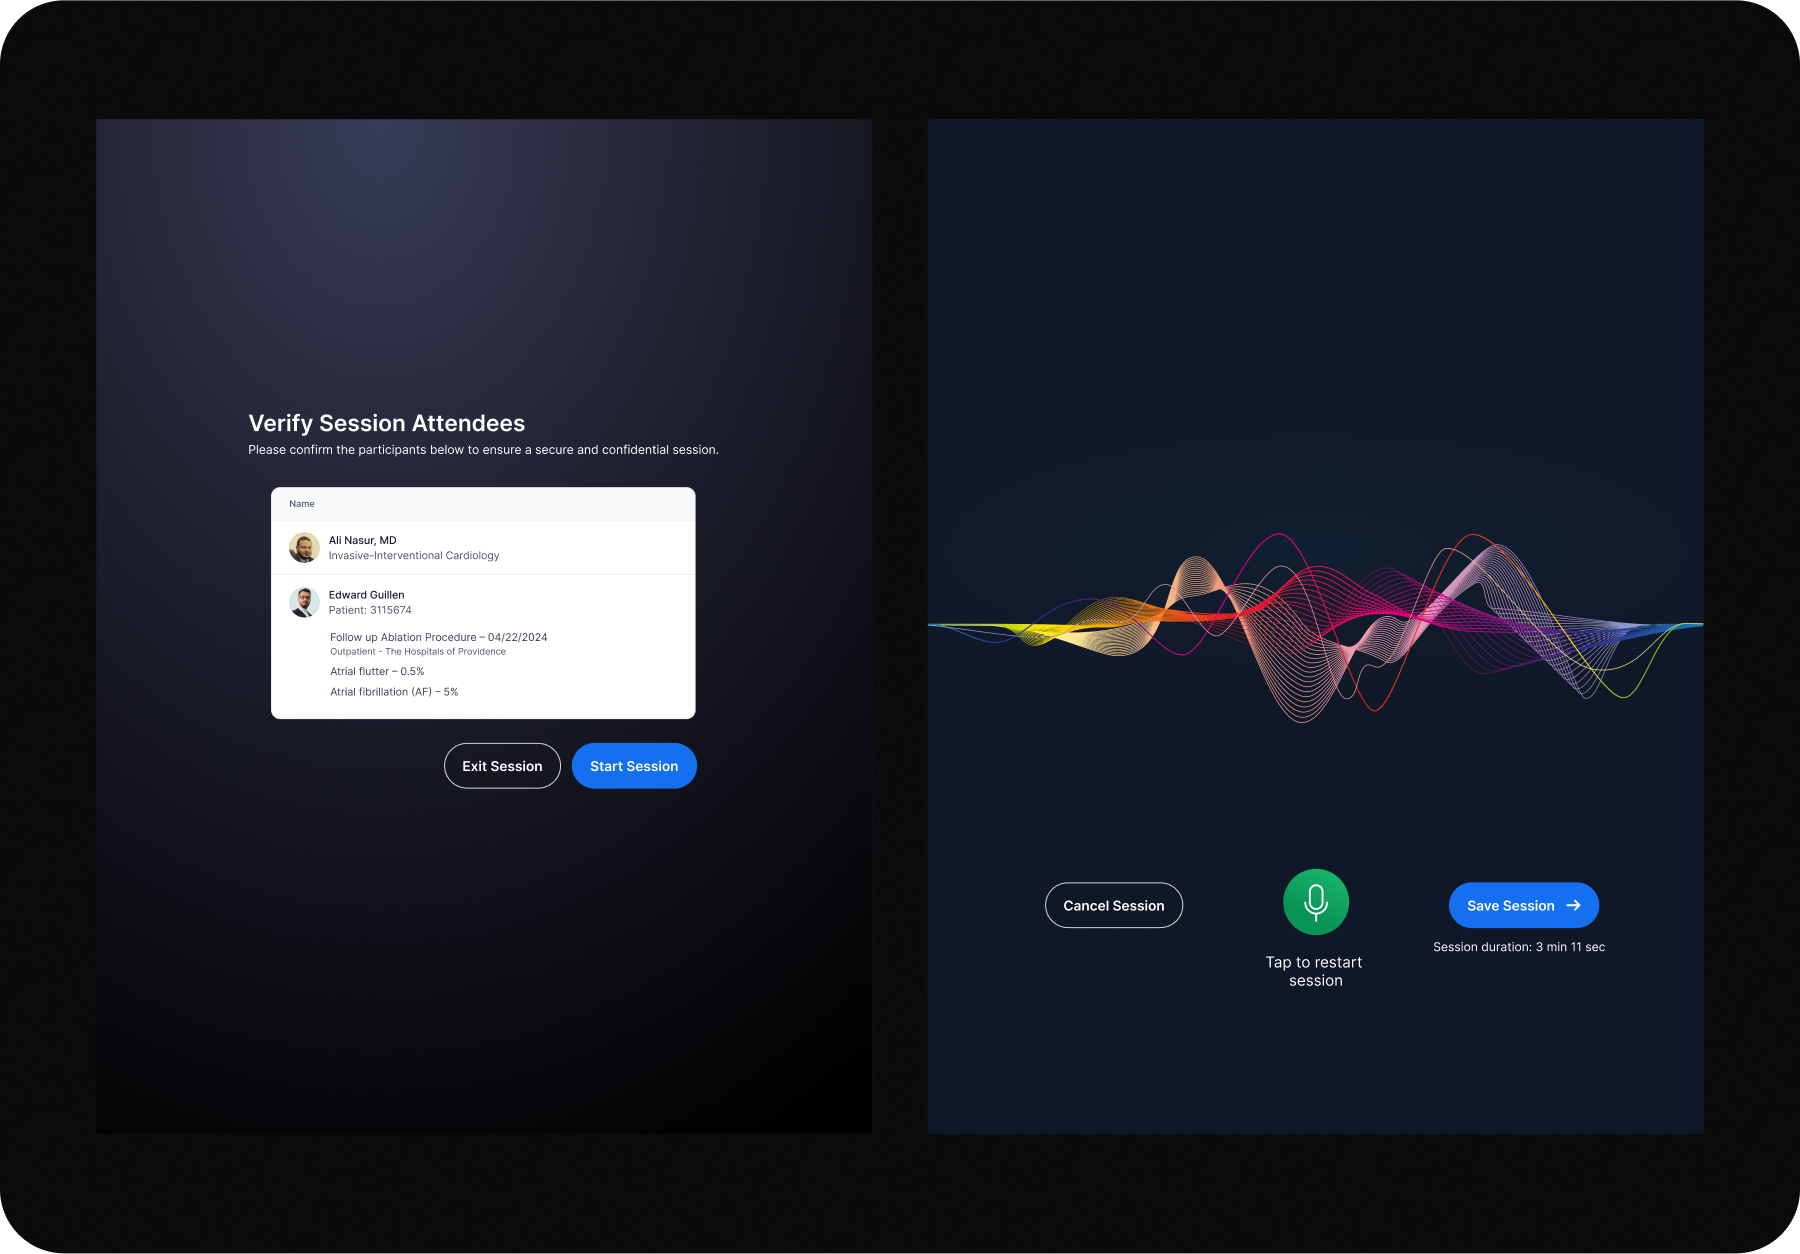 Verify Session Attendees
Please confirm the participants below to ensure a secure and confidential session.
Name
Ali Nasur, MD
Invasive-Interventional Cardiology
Edward Guillen
Patient: 3115674
Follow up Ablation Procedure – 04/22/2024
Outpatient - The Hospitals of Providence
Atrial flutter – 0.5%
Atrial fibrillation (AF) – 5%
Exit Session
Start Session
Cancel Session
Tap to restart
session
Save Session →
Session duration: 3 min 11 sec